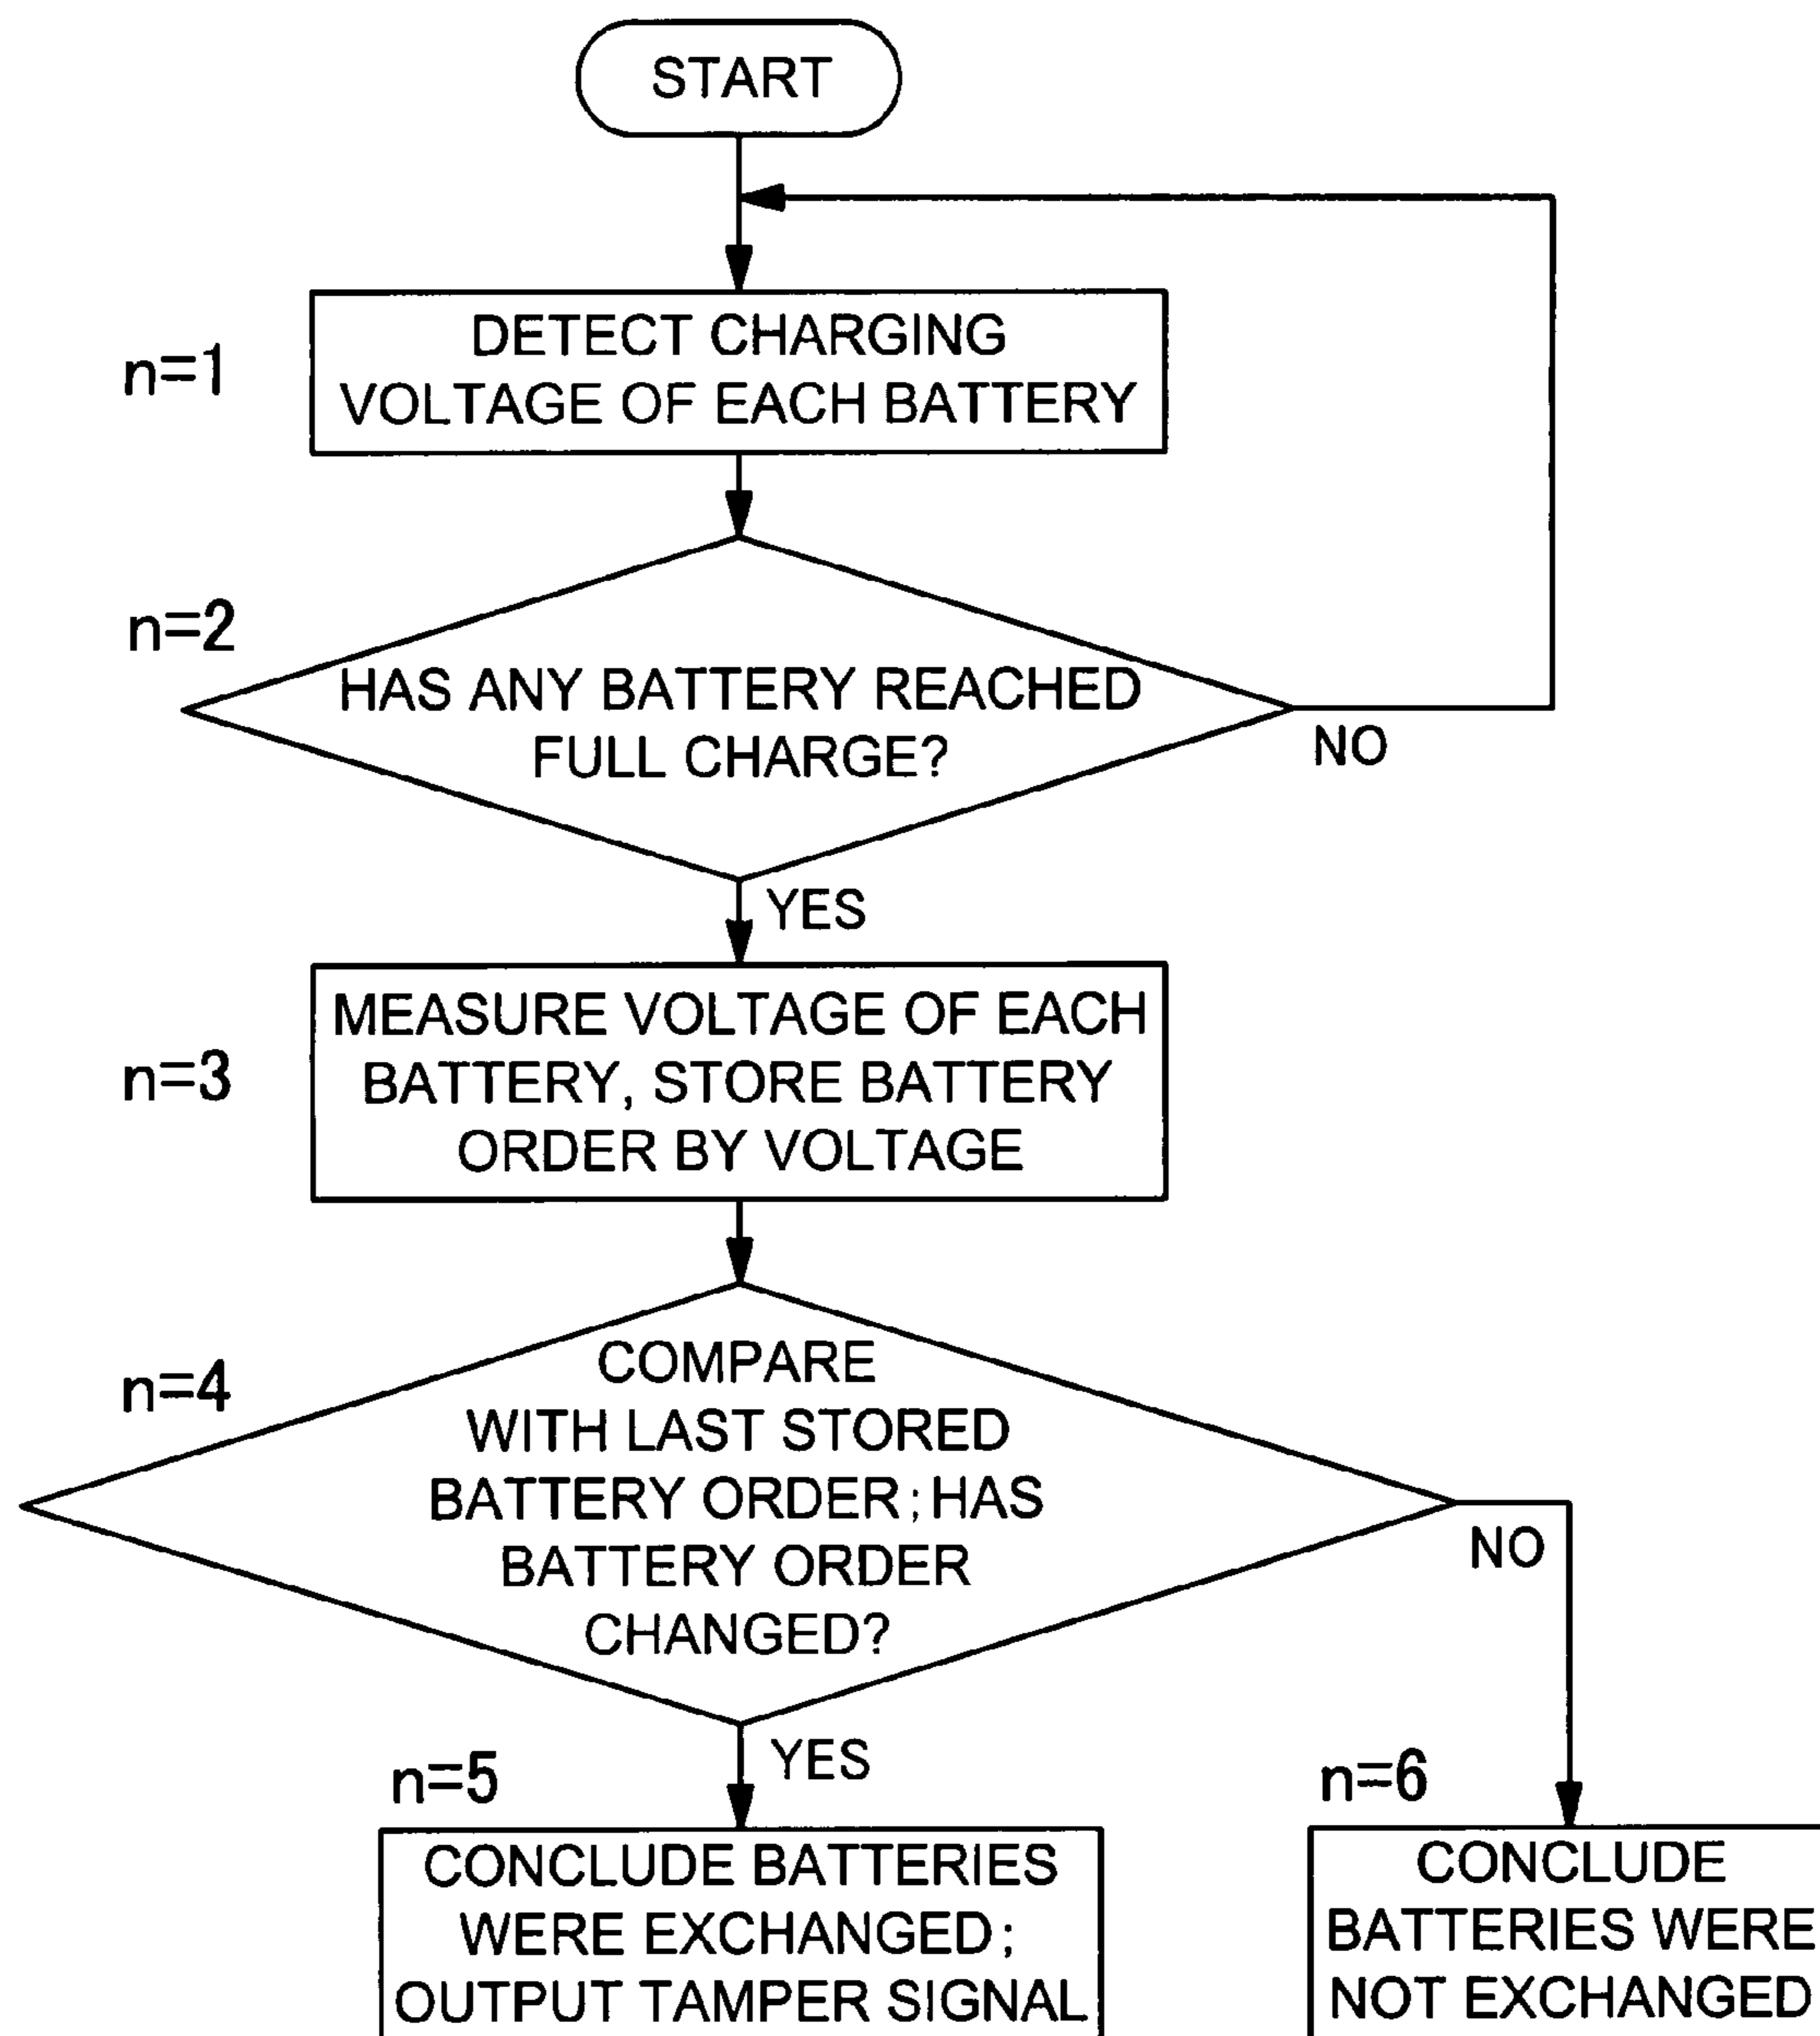 START
n=1
DETECT CHARGING
VOLTAGE OF EACH BATTERY
n=2
HAS ANY BATTERY REACHED
FULL CHARGE?
NO
YES
n=3
MEASURE VOLTAGE OF EACH
BATTERY, STORE BATTERY
ORDER BY VOLTAGE
n=4
COMPARE
WITH LAST STORED
BATTERY ORDER; HAS
BATTERY ORDER
CHANGED?
NO
YES
n=5
CONCLUDE BATTERIES
WERE EXCHANGED;
OUTPUT TAMPER SIGNAL
n=6
CONCLUDE
BATTERIES WERE
NOT EXCHANGED